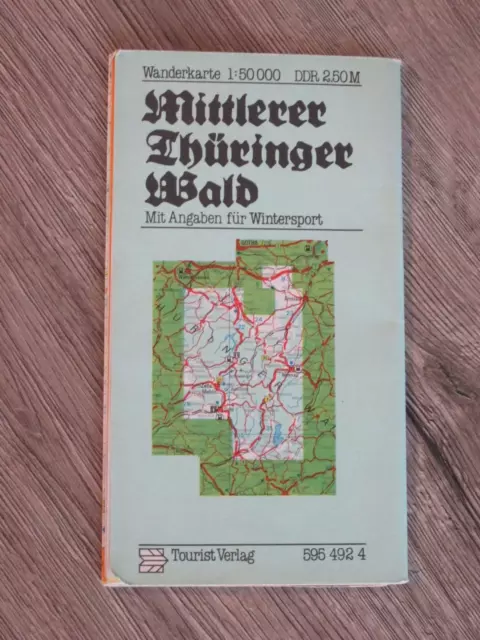 Wanderkarte 1:50 000 DDR 2,50 M
Mittlerer
Thüringer
Wald
Mit Angaben für Wintersport
Tourist Verlag 595 492 4